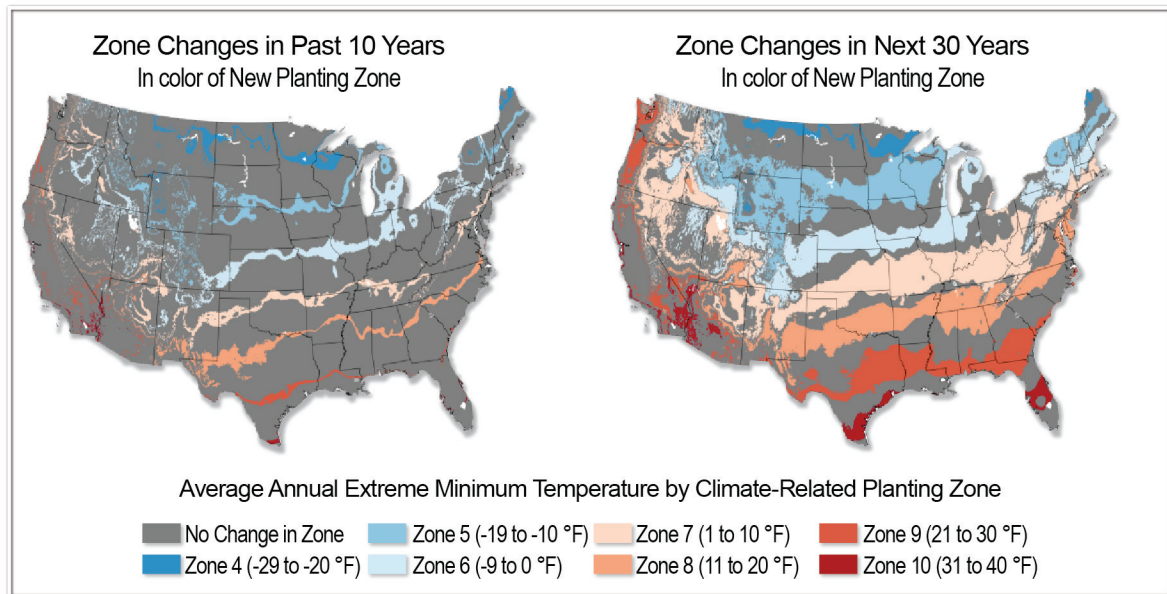 Zone Changes in Past 10 Years
In color of New Planting Zone
Zone Changes in Next 30 Years
In color of New Planting Zone
Average Annual Extreme Minimum Temperature by Climate-Related Planting Zone
No Change in Zone
Zone 5 (-19 to -10 °F)
Zone 7 (1 to 10 °F)
Zone 9 (21 to 30 °F)
Zone 4 (-29 to -20 °F)
Zone 6 (-9 to 0 °F)
Zone 8 (11 to 20 °F)
Zone 10 (31 to 40 °F)